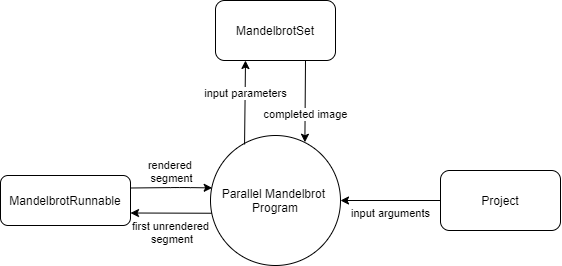 MandelbrotSet
input parameters
completed image
rendered
segment
MandelbrotRunnable
first unrendered
segment
Parallel Mandelbrot
Program
input arguments
Project